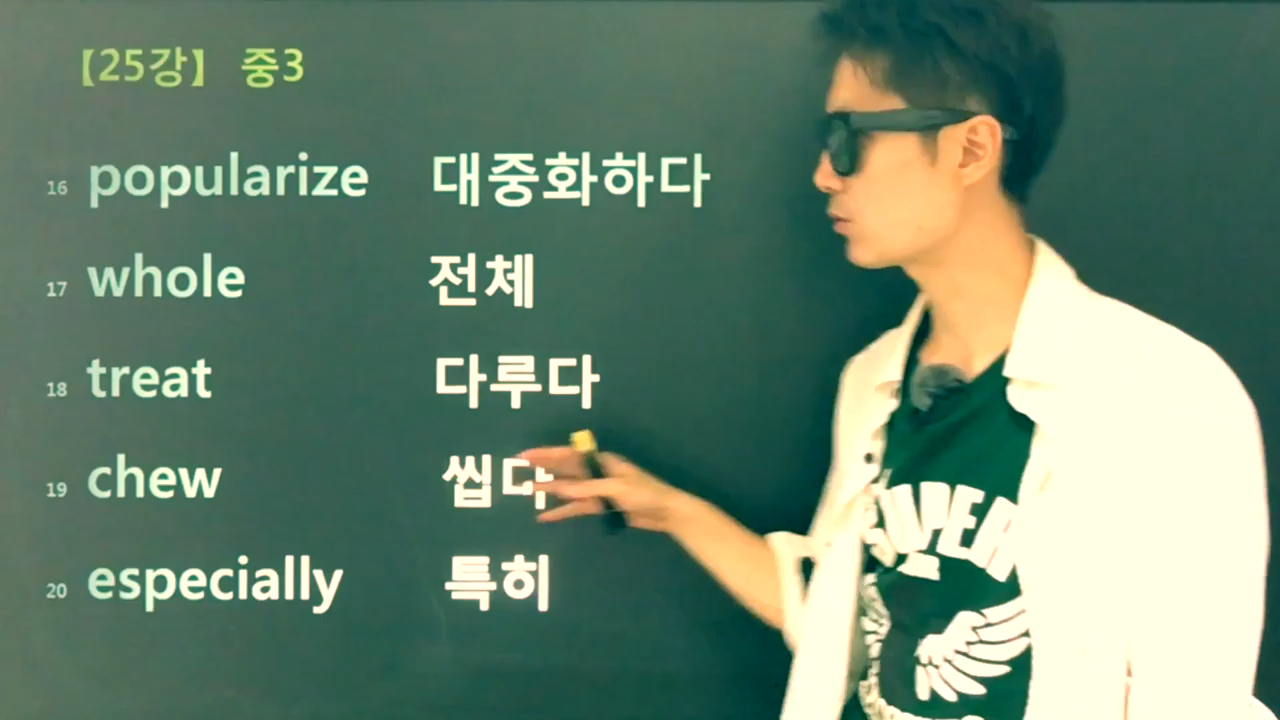 【25강】 중3
16 popularize 대중화하다
17 whole 전체
18 treat 다루다
19 chew 씹다
20 especially 특히
SUPER